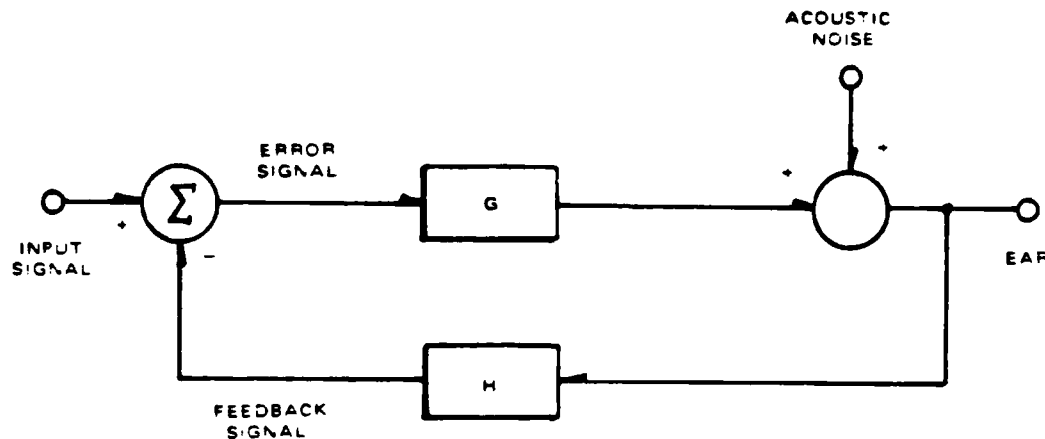 ACOUSTIC
NOISE
ERROR
SIGNAL
+
+
G
Σ
+
INPUT
SIGNAL
-
EAR
H
FEEDBACK
SIGNAL